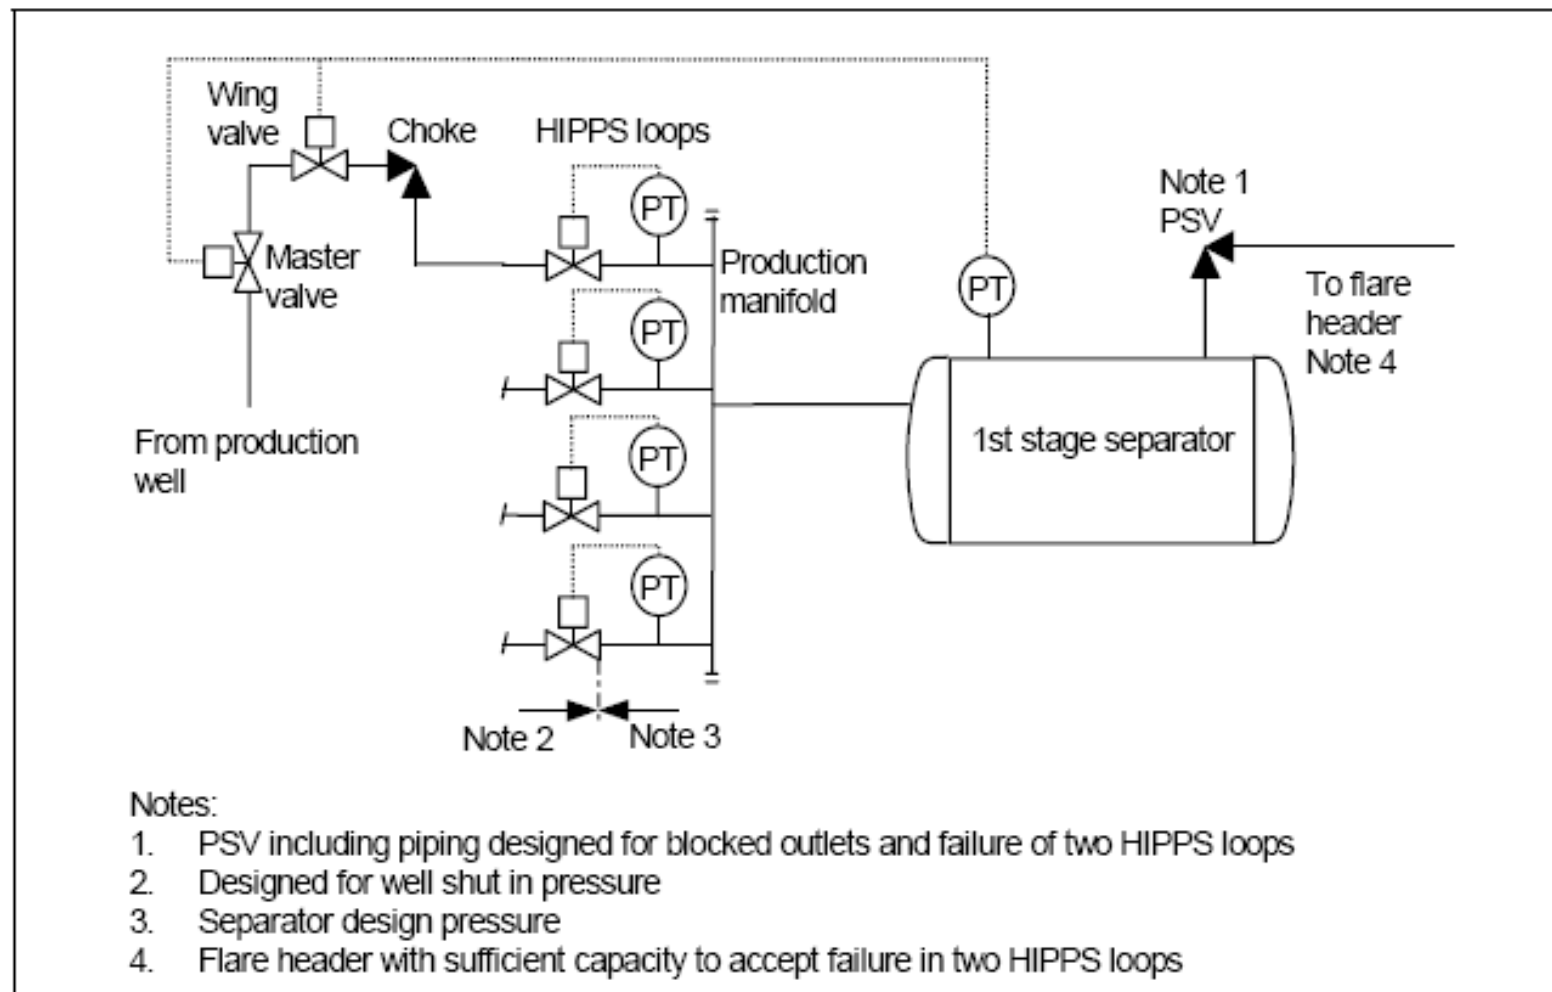 Wing
valve
Choke
HIPPS loops
PT
Note 1
PSV
Master
valve
Production
manifold
PT
To flare
header
Note 4
PT
From production
well
PT
1st stage separator
PT
Note 2
Note 3
Notes:
1. PSV including piping designed for blocked outlets and failure of two HIPPS loops
2. Designed for well shut in pressure
3. Separator design pressure
4. Flare header with sufficient capacity to accept failure in two HIPPS loops